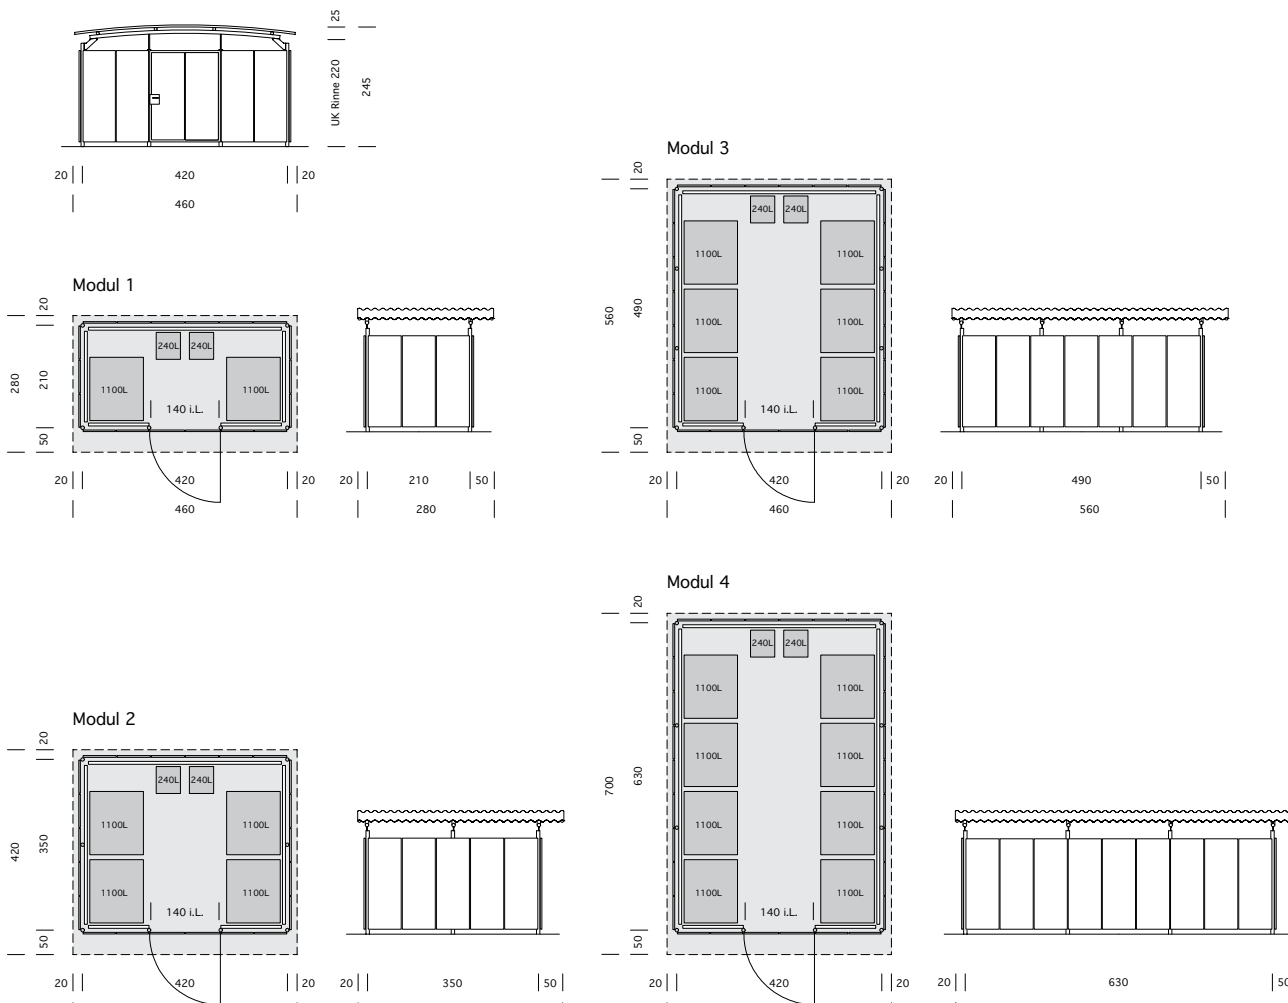 25
UK Rinne 220
245
20 420 20
460
Modul 1
20
210
280
50
240L 240L
1100L 1100L
140 i.L.
20 420 20
460
20 210 50
280
Modul 3
20
490
560
50
240L 240L
1100L 1100L
1100L 1100L
1100L 1100L
140 i.L.
20 420 20
460
20 490 50
560
Modul 2
20
350
420
50
240L 240L
1100L 1100L
1100L 1100L
140 i.L.
20 420 20
20 350 50
Modul 4
20
630
700
50
240L 240L
1100L 1100L
1100L 1100L
1100L 1100L
1100L 1100L
140 i.L.
20 420 20
20 630 50